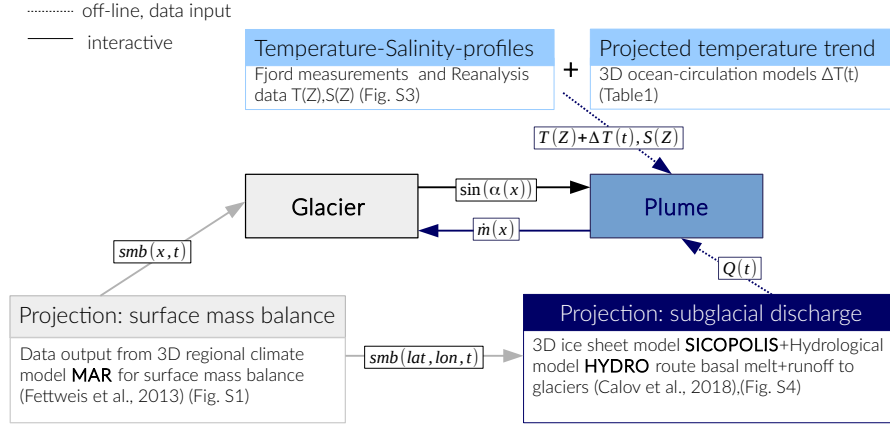 off-line, data input
interactive
Temperature-Salinity-profiles
Fjord measurements and Reanalysis
data T(Z),S(Z) (Fig. S3)
+
Projected temperature trend
3D ocean-circulation models ΔT(t)
(Table1)
T(Z)+ΔT(t),S(Z)
Glacier
sin(α(x))
ṁ(x)
Plume
smb(x,t)
Q(t)
Projection: surface mass balance
Data output from 3D regional climate
model MAR for surface mass balance
(Fettweis et al., 2013) (Fig. S1)
smb(lat,lon,t)
Projection: subglacial discharge
3D ice sheet model SICOPOLIS+Hydrological
model HYDRO route basal melt+runoff to
glaciers (Calov et al., 2018),(Fig. S4)